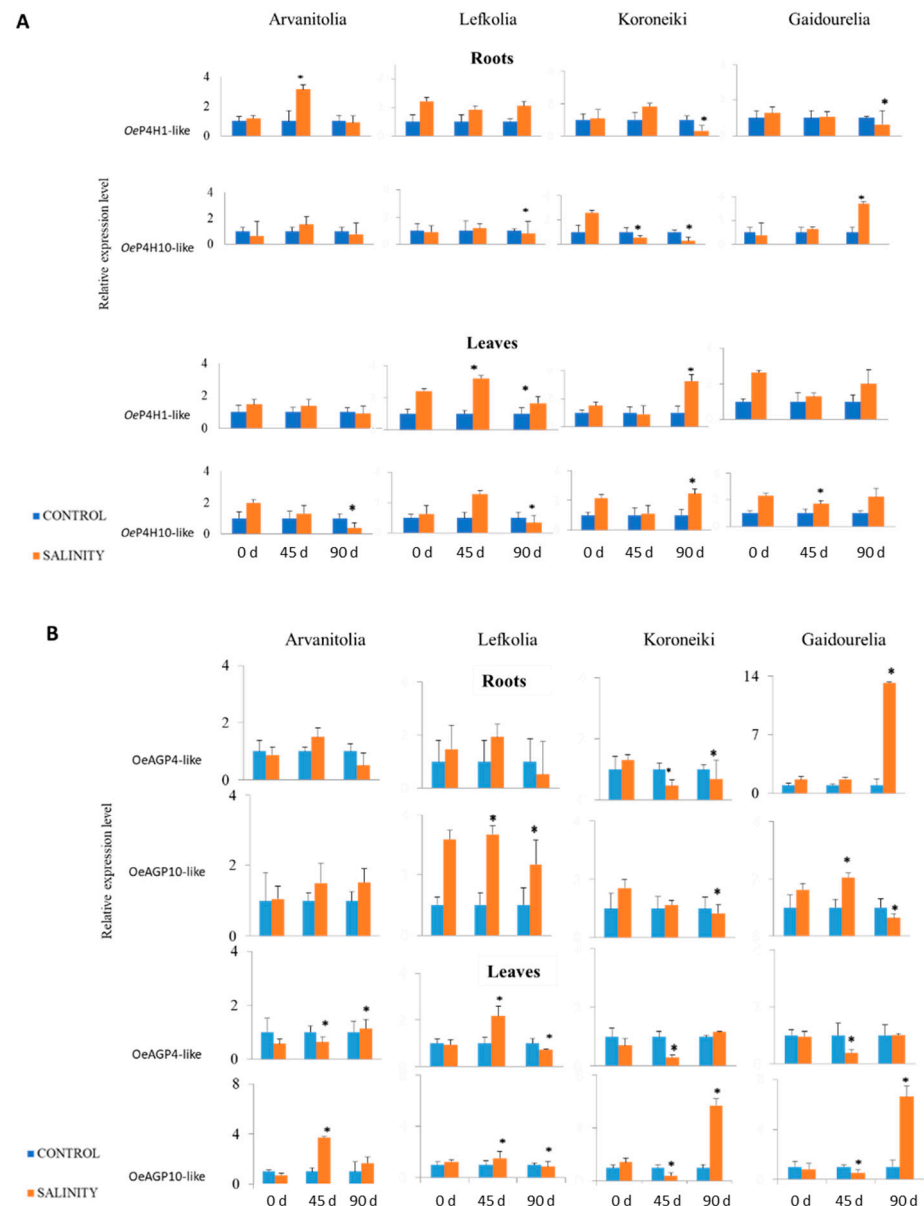 A
Arvanitolia Lefkolia Koroneiki Gaidourelia
Roots
4
2
0
OeP4H1-like
* * *
4
2
0
OeP4H10-like
* * * *
Relative expression level
Leaves
4
2
0
OeP4H1-like
* * *
4
2
0
OeP4H10-like
* * * *
CONTROL
SALINITY
0 d 45 d 90 d 0 d 45 d 90 d 0 d 45 d 90 d 0 d 45 d 90 d
B
Arvanitolia Lefkolia Koroneiki Gaidourelia
Roots
4
2
0
14
7
0
OeAGP4-like
* * *
4
2
0
OeAGP10-like
* * * * *
Relative expression level
Leaves
4
2
0
OeAGP4-like
* * * * * *
8
4
0
OeAGP10-like
* * * * * * *
CONTROL
SALINITY
0 d 45 d 90 d 0 d 45 d 90 d 0 d 45 d 90 d 0 d 45 d 90 d